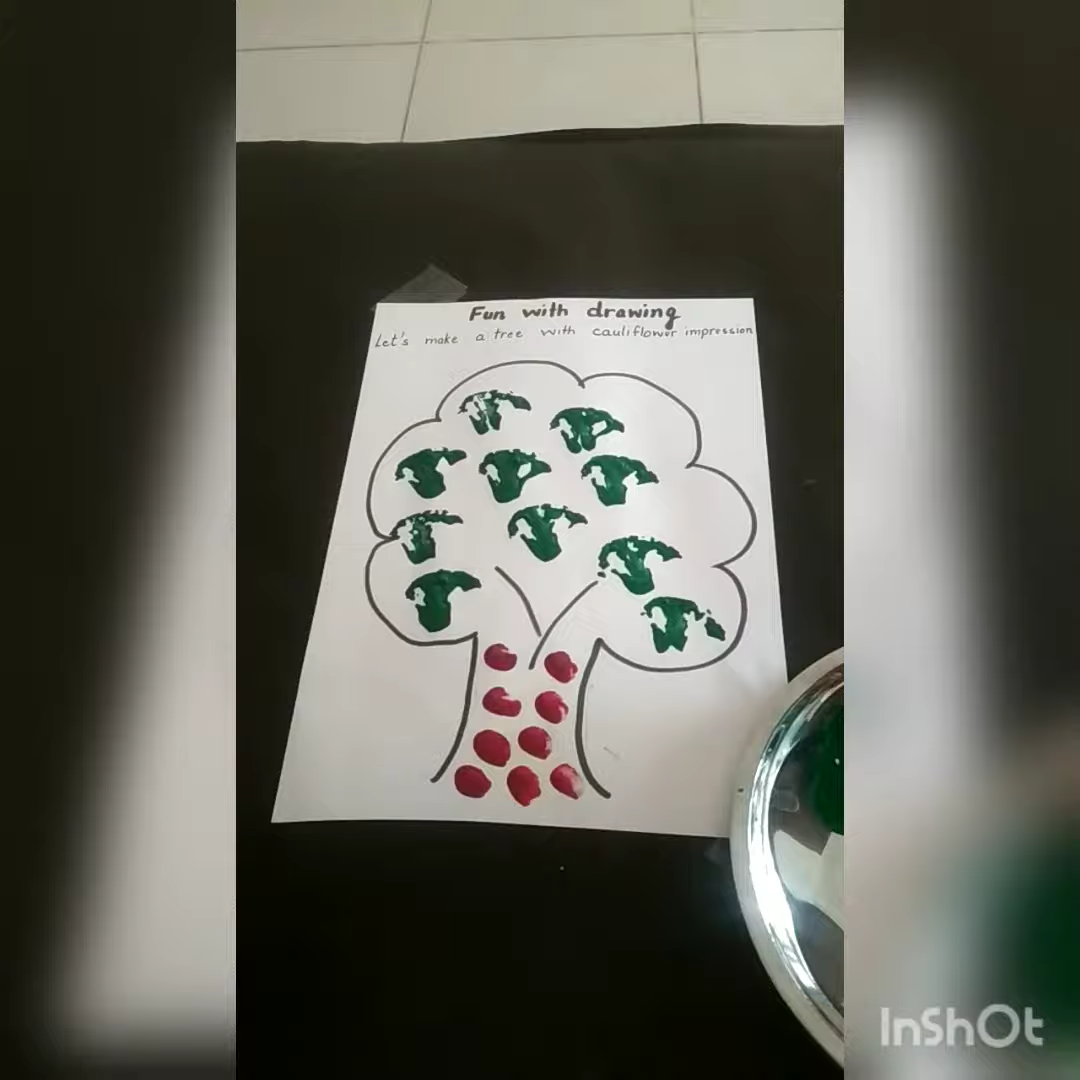 Fun with drawing
Let's make a tree with cauliflower impression
InShOt